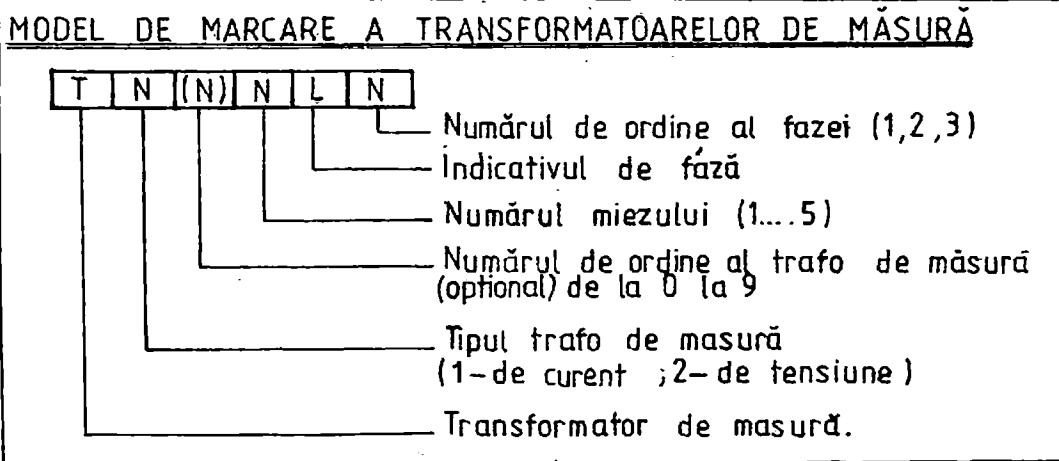 MODEL DE MARCARE A TRANSFORMATOARELOR DE MĂSURĂ
T N (N) N L N
Numărul de ordine al fazei (1,2,3)
Indicativul de fază
Numărul miezului (1....5)
Numărul de ordine al trafo de măsură
(optional) de la 0 la 9
Tipul trafo de masură
(1-de curent ;2-de tensiune)
Transformator de masură.